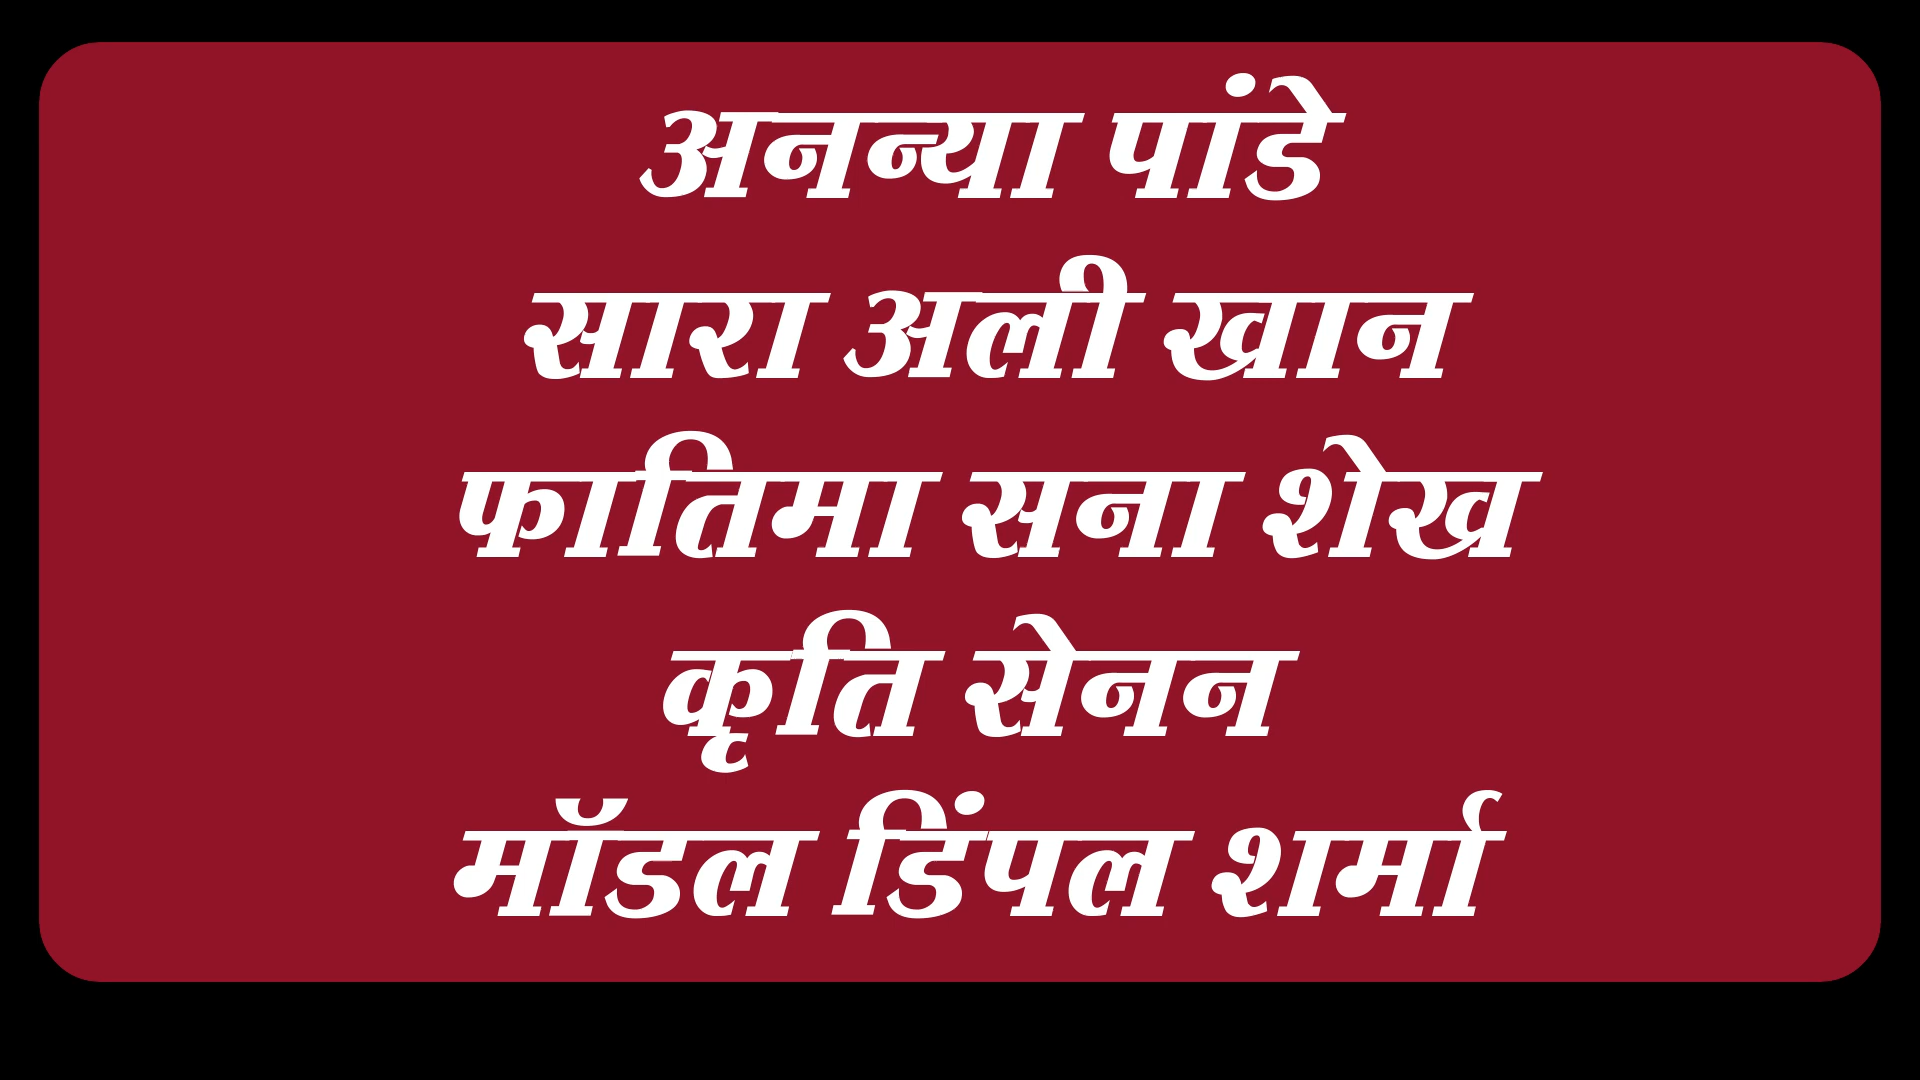 अनन्या पांडे
सारा अली खान
फातिमा सना शेख
कृति सेनन
मॉडल डिंपल शर्मा